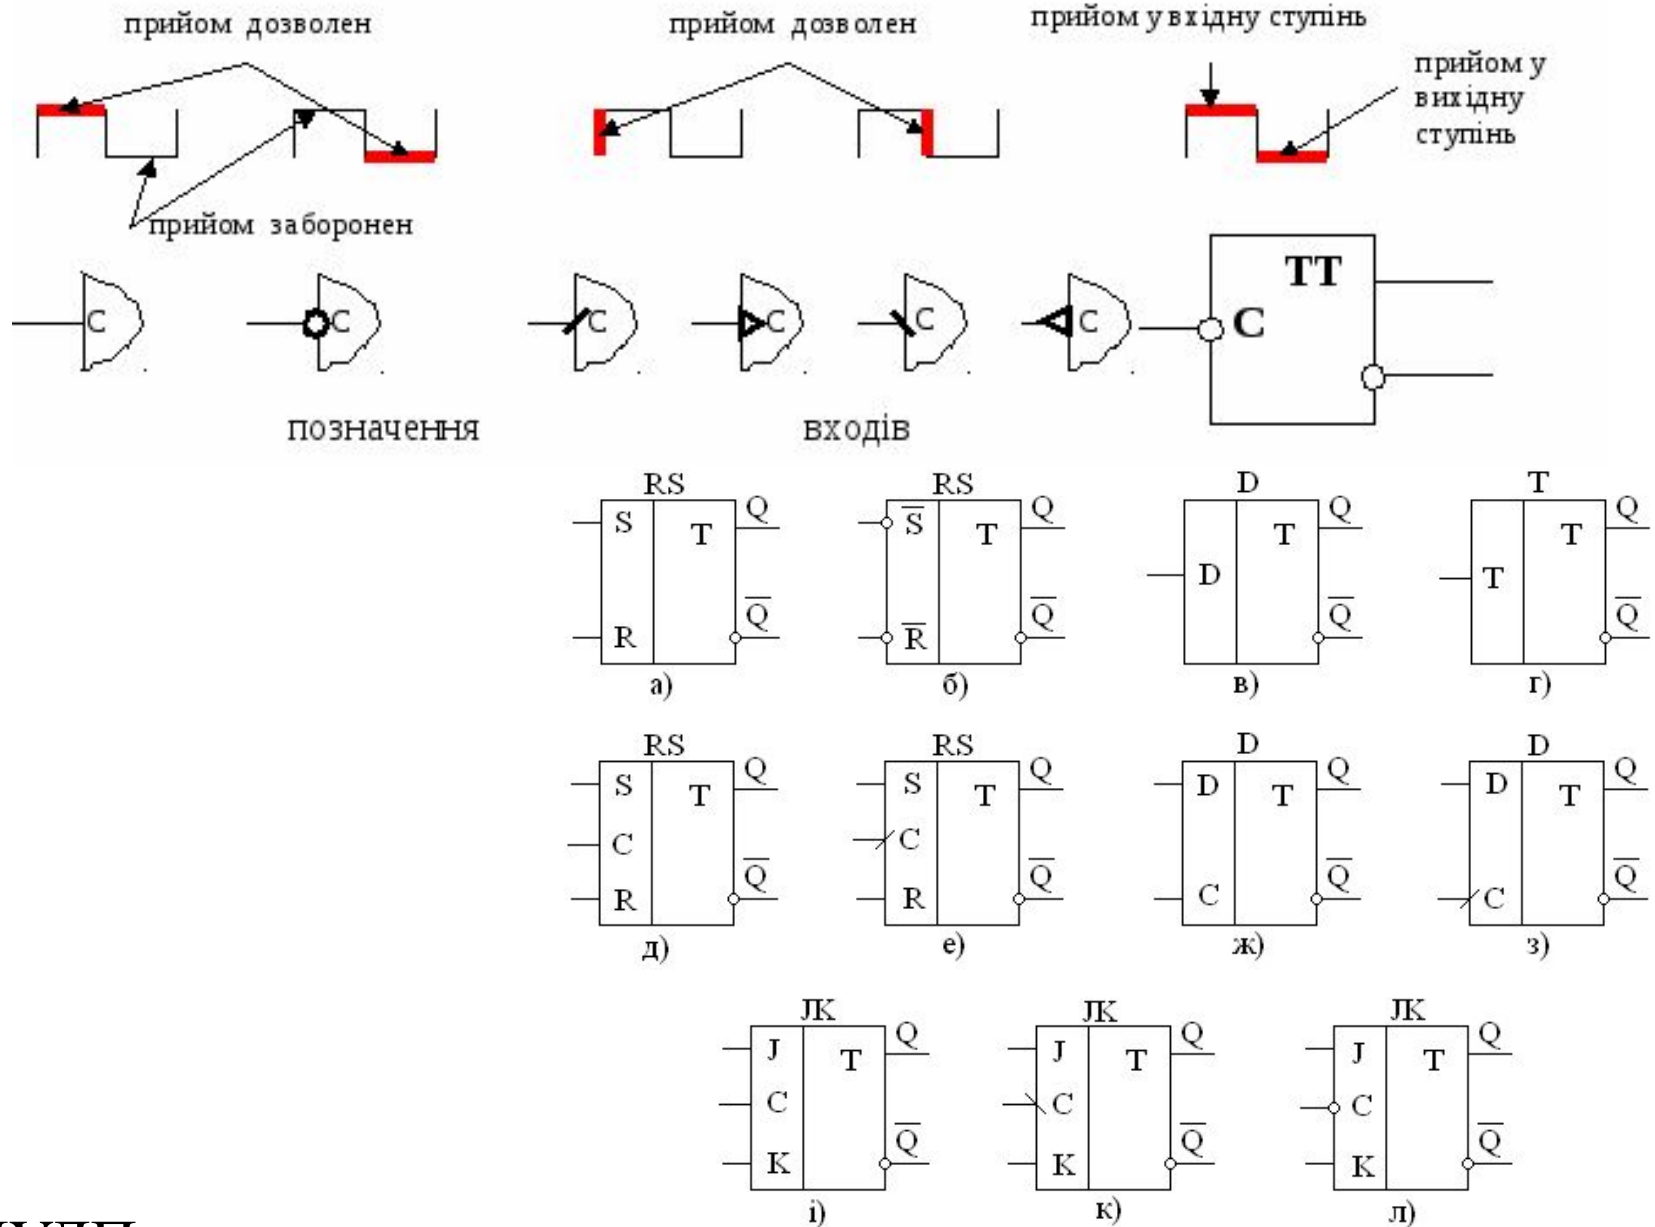 прийом дозволен
прийом дозволен
прийом у вхідну ступінь
прийом у
вихідну
ступінь
прийом заборонен
C
C
C
C
C
C
TT
C
позначення
входів
RS
S
T
Q
R
Q̅
а)
RS
S̅
T
Q
R̅
Q̅
б)
D
T
Q
D
Q̅
в)
T
T
Q
T
Q̅
г)
RS
S
T
Q
C
R
Q̅
д)
RS
S
T
Q
C
R
Q̅
е)
D
D
T
Q
C
Q̅
ж)
D
D
T
Q
C
Q̅
з)
JK
J
T
Q
C
K
Q̅
і)
JK
J
T
Q
C
K
Q̅
к)
JK
J
T
Q
C
K
Q̅
л)